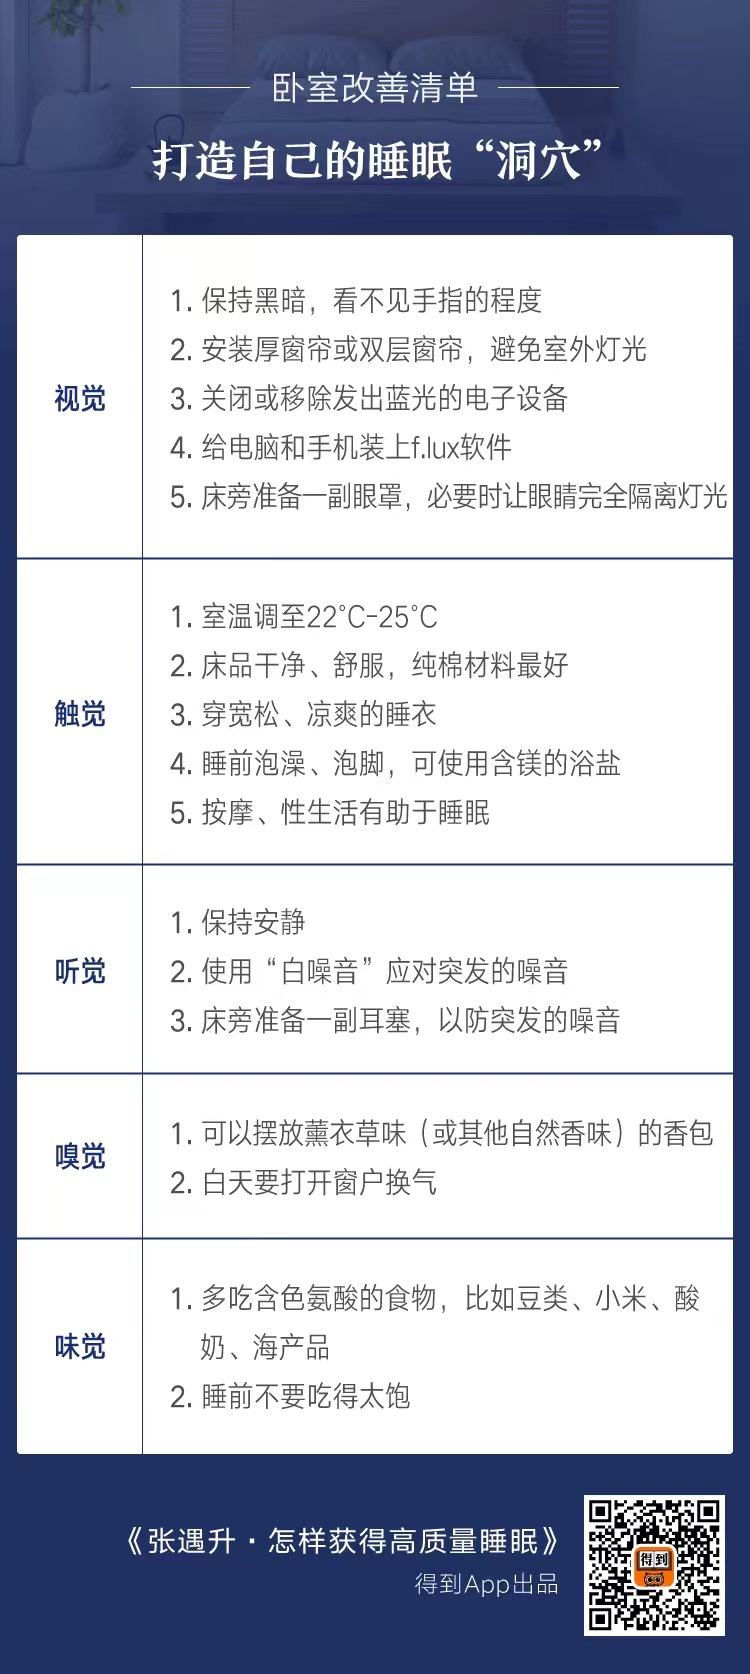 卧室改善清单
打造自己的睡眠“洞穴”
视觉
1. 保持黑暗，看不见手指的程度
2. 安装厚窗帘或双层窗帘，避免室外灯光
3. 关闭或移除发出蓝光的电子设备
4. 给电脑和手机装上f.lux软件
5. 床旁准备一副眼罩，必要时让眼睛完全隔离灯光
触觉
1. 室温调至22°C-25°C
2. 床品干净、舒服，纯棉材料最好
3. 穿宽松、凉爽的睡衣
4. 睡前泡澡、泡脚，可使用含镁的浴盐
5. 按摩、性生活有助于睡眠
听觉
1. 保持安静
2. 使用“白噪音”应对突发的噪音
3. 床旁准备一副耳塞，以防突发的噪音
嗅觉
1. 可以摆放薰衣草味（或其他自然香味）的香包
2. 白天要打开窗户换气
味觉
1. 多吃含色氨酸的食物，比如豆类、小米、酸
奶、海产品
2. 睡前不要吃得太饱
《张遇升·怎样获得高质量睡眠》
得到App出品
得到